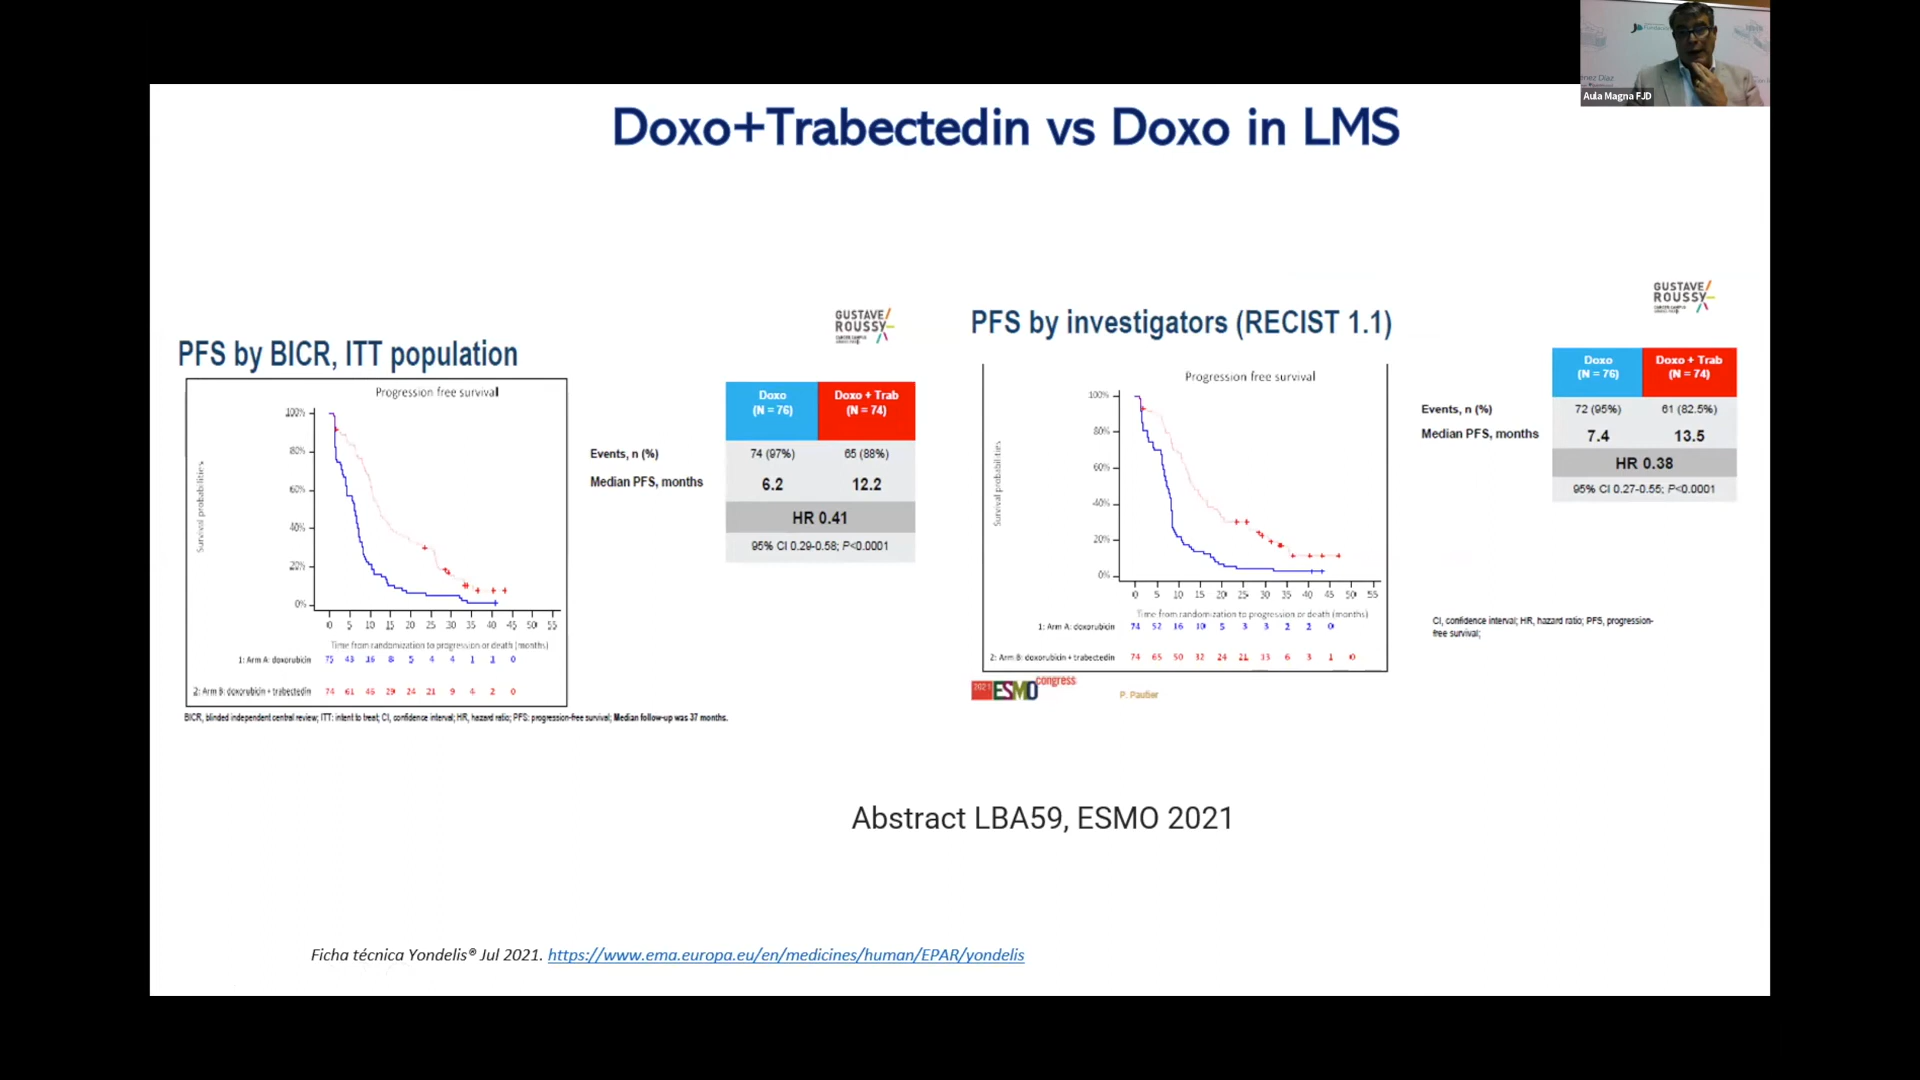 Aula Magna FJD
Doxo+Trabectedin vs Doxo in LMS
GUSTAVE/
ROUSSY
PFS by BICR, ITT population
Progression free survival
Survival probabilities
100%
80%
60%
40%
20%
0%
0 5 10 15 20 25 30 35 40 45 50 55
Time from randomization to progression or death (months)
1: Arm A: doxorubicin 75 43 16 8 5 4 4 1 1 0
2: Arm B: doxorubicin + trabectedin 74 61 45 29 24 21 9 4 2 0
BICR, blinded independent central review; ITT: intent to treat; CI, confidence interval; HR, hazard ratio; PFS: progression-free survival; Median follow-up was 37 months.
Doxo (N = 76) Doxo + Trab (N = 74)
Events, n (%) 74 (97%) 65 (88%)
Median PFS, months 6.2 12.2
HR 0.41
95% CI 0.29-0.58; P<0.0001
GUSTAVE/
ROUSSY
PFS by investigators (RECIST 1.1)
Progression free survival
Survival probabilities
100%
80%
60%
40%
20%
0%
0 5 10 15 20 25 30 35 40 45 50 55
Time from randomization to progression or death (months)
1: Arm A: doxorubicin 74 52 16 10 5 3 3 2 2 0
2: Arm B: doxorubicin + trabectedin 74 65 50 32 24 21 13 6 3 1 0
2021 ESMO congress
P. Pautier
Doxo (N = 76) Doxo + Trab (N = 74)
Events, n (%) 72 (95%) 61 (82.5%)
Median PFS, months 7.4 13.5
HR 0.38
95% CI 0.27-0.55; P<0.0001
CI, confidence interval; HR, hazard ratio; PFS, progression-
free survival;
Abstract LBA59, ESMO 2021
Ficha técnica Yondelis® Jul 2021. https://www.ema.europa.eu/en/medicines/human/EPAR/yondelis